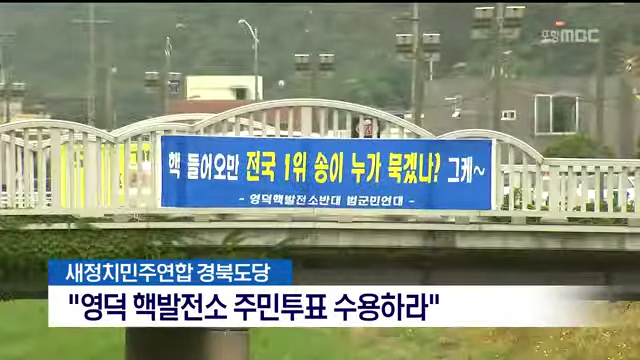 포항MBC
핵 들어오만 전국 1위 송이 누가 묵겠나? 그케~
- 영덕핵발전소반대 범군민연대 -
새정치민주연합 경북도당
"영덕 핵발전소 주민투표 수용하라"